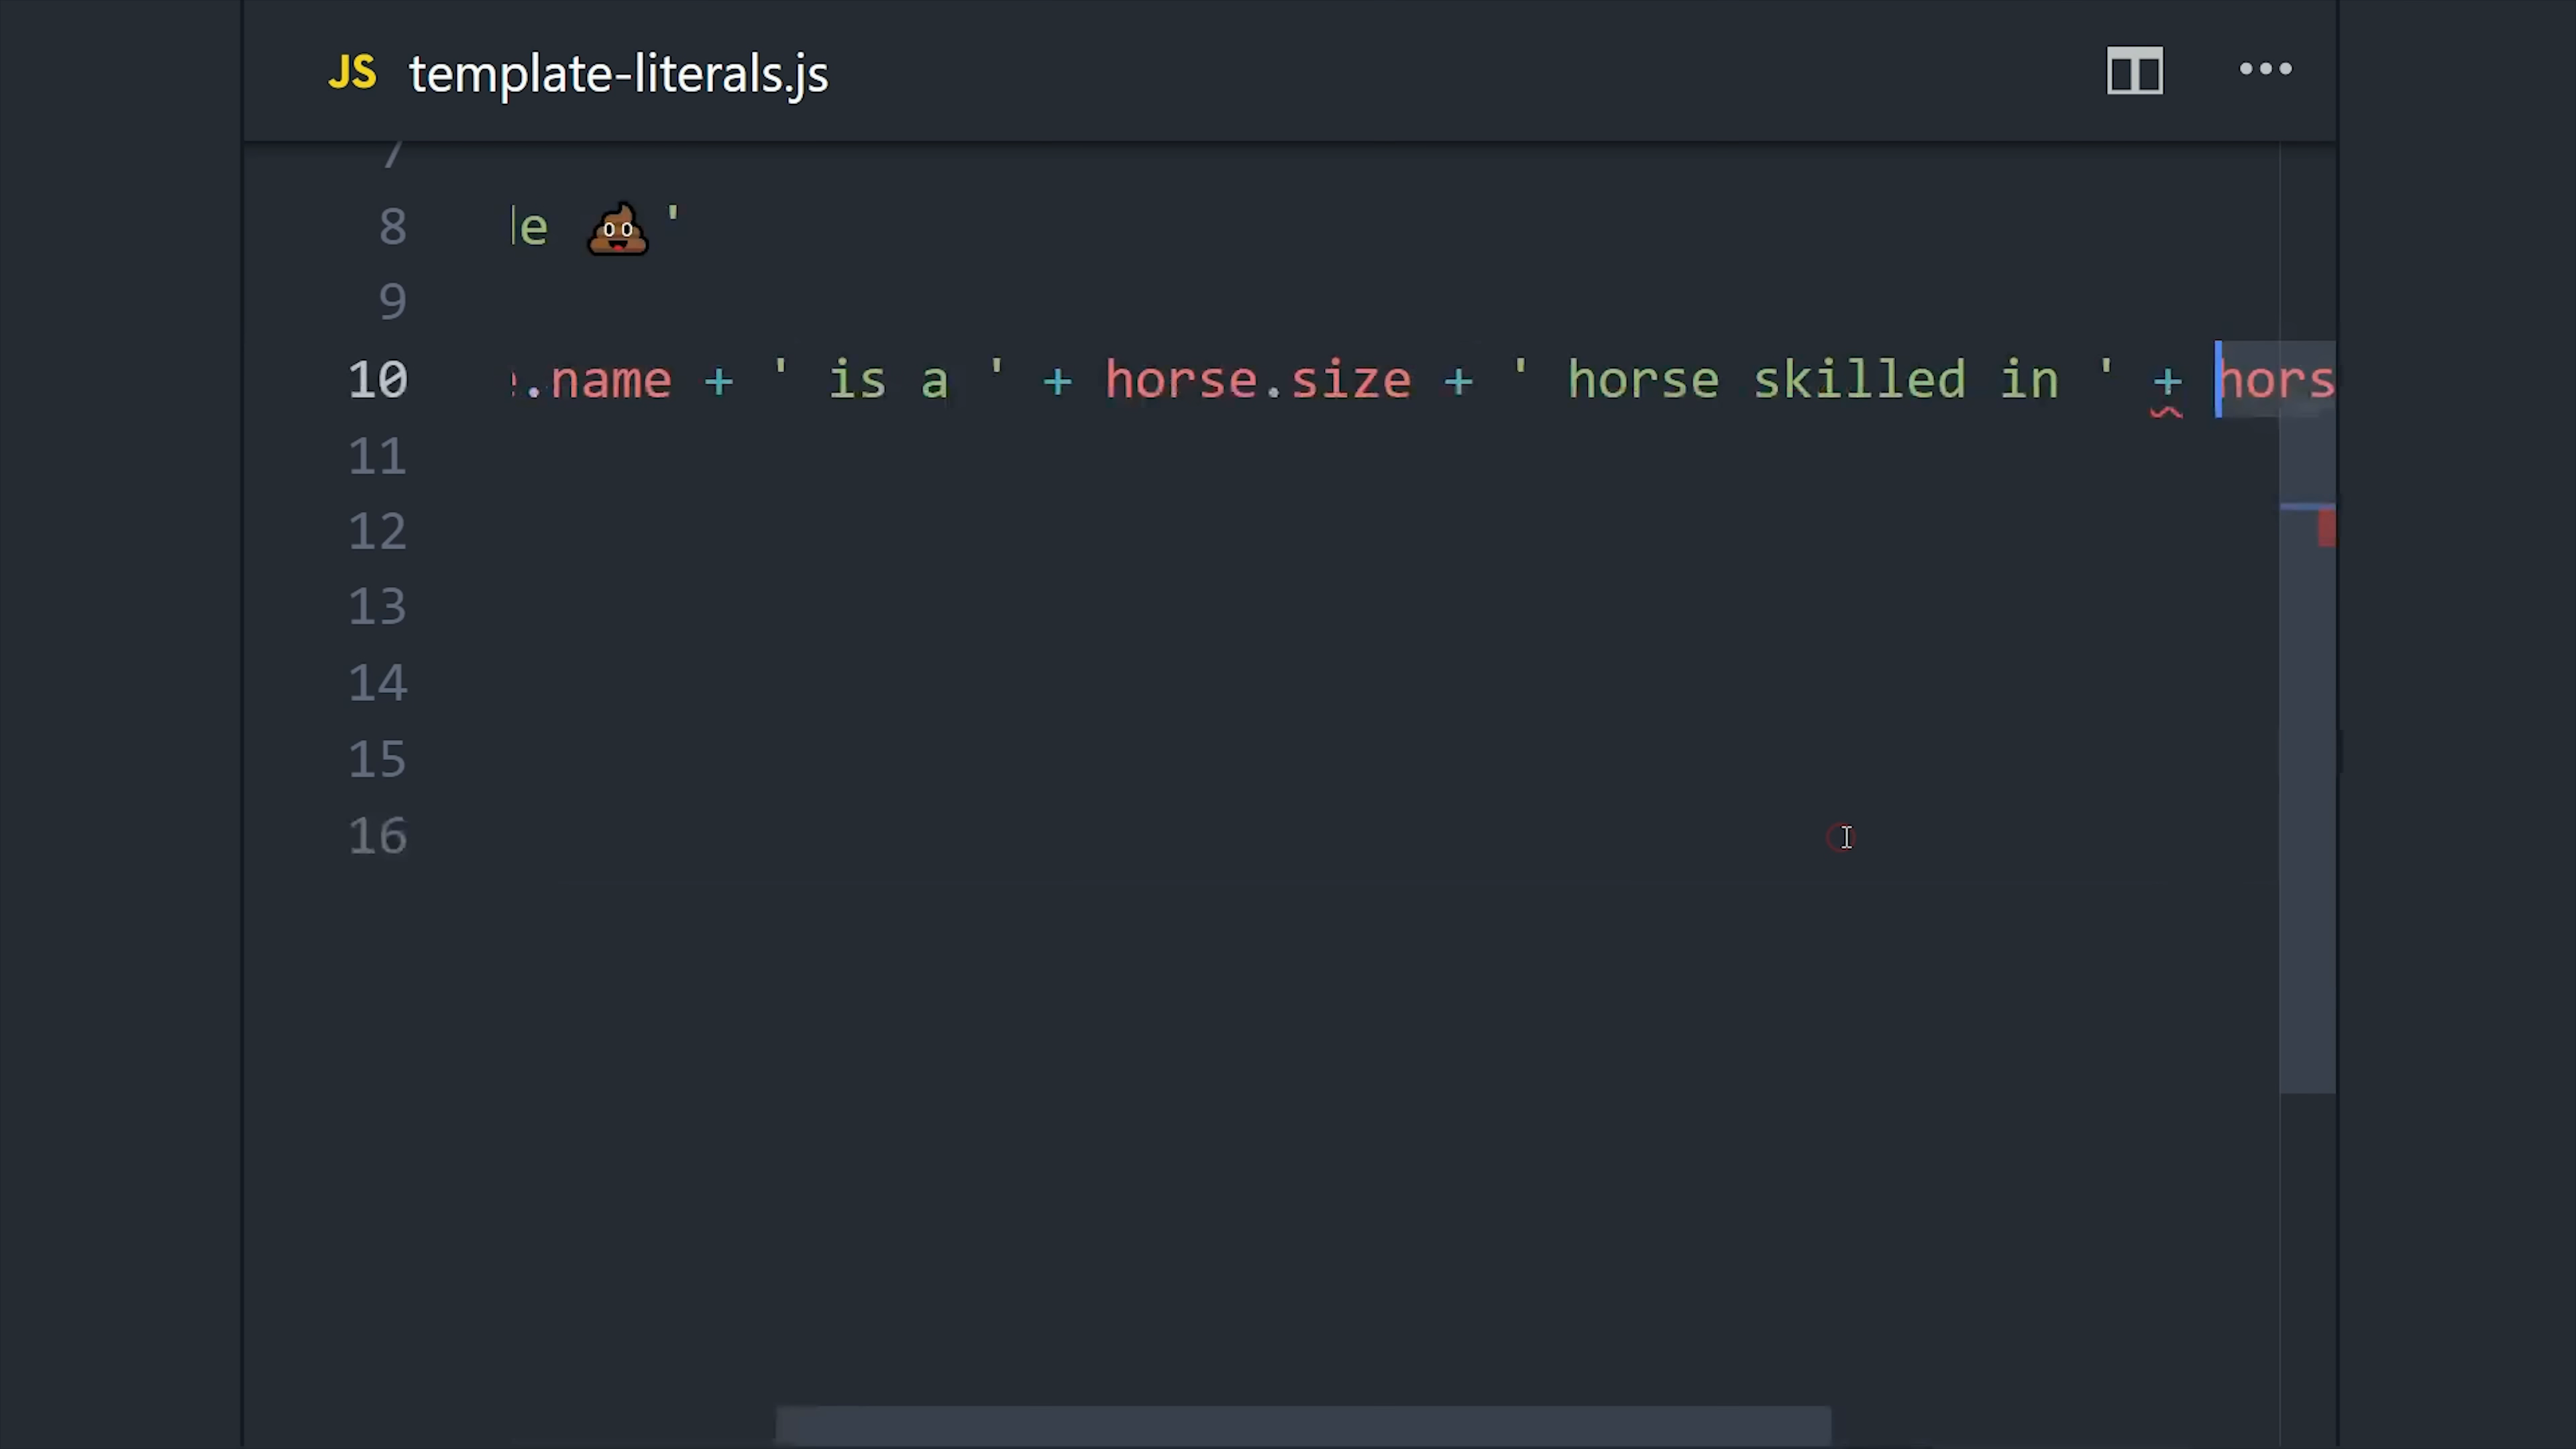 JS template-literals.js
7
8 le 💩 '
9
10 .name + ' is a ' + horse.size + ' horse skilled in ' + hors
11
12
13
14
15
16